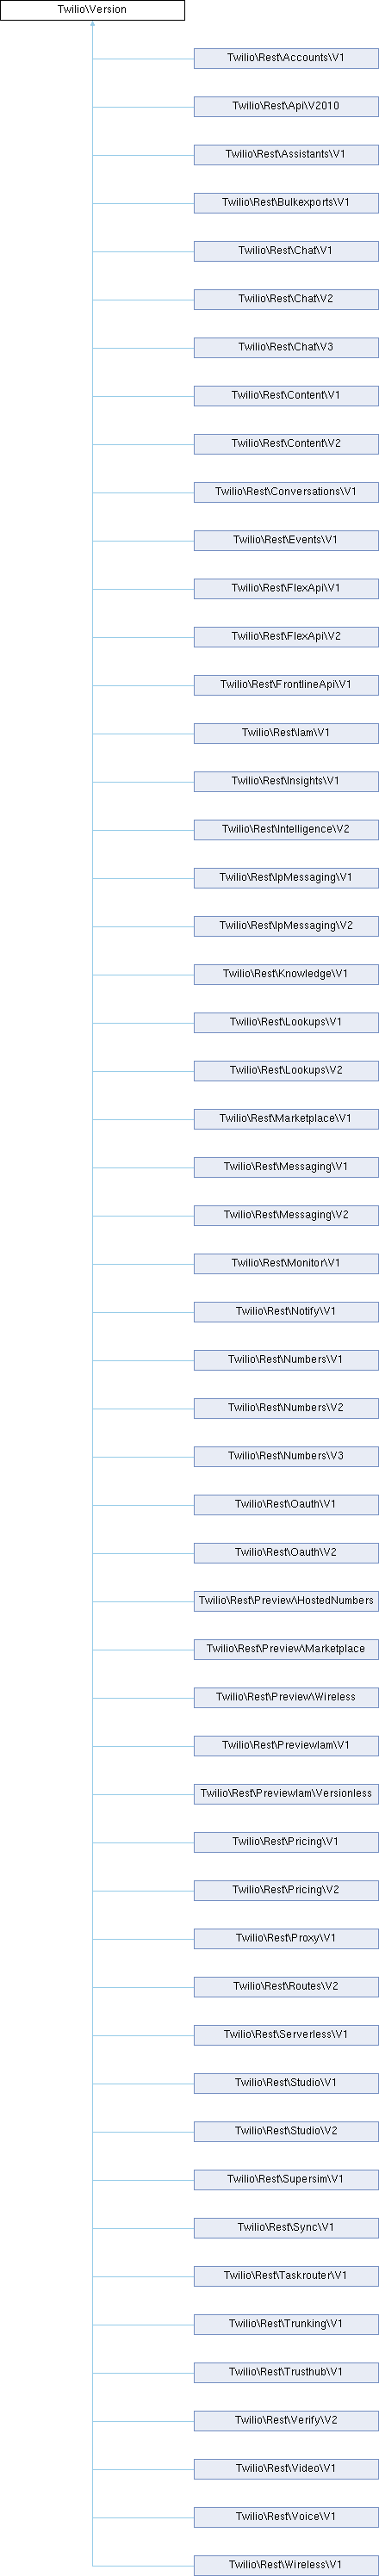 Twilio\Version
Twilio\Rest\Accounts\V1
Twilio\Rest\Api\V2010
Twilio\Rest\Assistants\V1
Twilio\Rest\Bulkexports\V1
Twilio\Rest\Chat\V1
Twilio\Rest\Chat\V2
Twilio\Rest\Chat\V3
Twilio\Rest\Content\V1
Twilio\Rest\Content\V2
Twilio\Rest\Conversations\V1
Twilio\Rest\Events\V1
Twilio\Rest\FlexApi\V1
Twilio\Rest\FlexApi\V2
Twilio\Rest\FrontlineApi\V1
Twilio\Rest\Iam\V1
Twilio\Rest\Insights\V1
Twilio\Rest\Intelligence\V2
Twilio\Rest\IpMessaging\V1
Twilio\Rest\IpMessaging\V2
Twilio\Rest\Knowledge\V1
Twilio\Rest\Lookups\V1
Twilio\Rest\Lookups\V2
Twilio\Rest\Marketplace\V1
Twilio\Rest\Messaging\V1
Twilio\Rest\Messaging\V2
Twilio\Rest\Monitor\V1
Twilio\Rest\Notify\V1
Twilio\Rest\Numbers\V1
Twilio\Rest\Numbers\V2
Twilio\Rest\Numbers\V3
Twilio\Rest\Oauth\V1
Twilio\Rest\Oauth\V2
Twilio\Rest\Preview\HostedNumbers
Twilio\Rest\Preview\Marketplace
Twilio\Rest\Preview\Wireless
Twilio\Rest\PreviewIam\V1
Twilio\Rest\PreviewIam\Versionless
Twilio\Rest\Pricing\V1
Twilio\Rest\Pricing\V2
Twilio\Rest\Proxy\V1
Twilio\Rest\Routes\V2
Twilio\Rest\Serverless\V1
Twilio\Rest\Studio\V1
Twilio\Rest\Studio\V2
Twilio\Rest\Supersim\V1
Twilio\Rest\Sync\V1
Twilio\Rest\Taskrouter\V1
Twilio\Rest\Trunking\V1
Twilio\Rest\Trusthub\V1
Twilio\Rest\Verify\V2
Twilio\Rest\Video\V1
Twilio\Rest\Voice\V1
Twilio\Rest\Wireless\V1